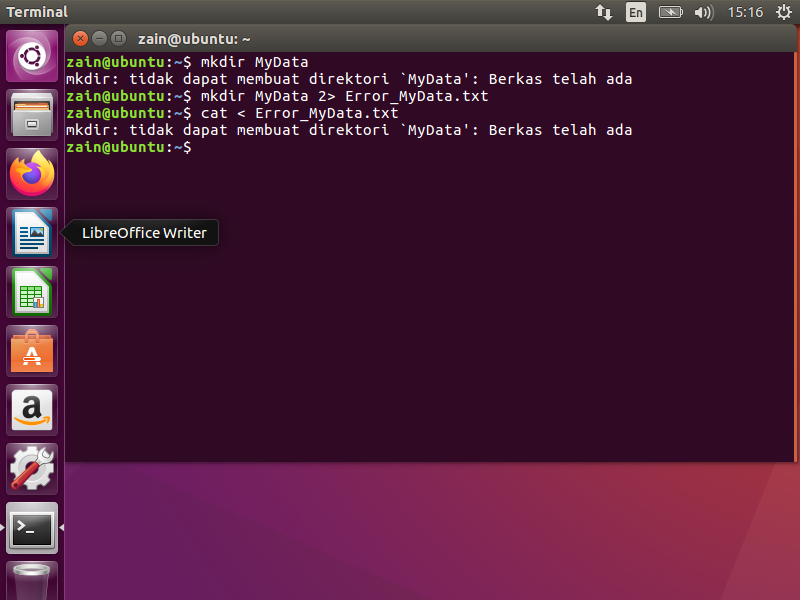 Terminal
En
15:16
zain@ubuntu: ~
zain@ubuntu:~$ mkdir MyData
mkdir: tidak dapat membuat direktori `MyData': Berkas telah ada
zain@ubuntu:~$ mkdir MyData 2> Error_MyData.txt
zain@ubuntu:~$ cat < Error_MyData.txt
mkdir: tidak dapat membuat direktori `MyData': Berkas telah ada
zain@ubuntu:~$
LibreOffice Writer